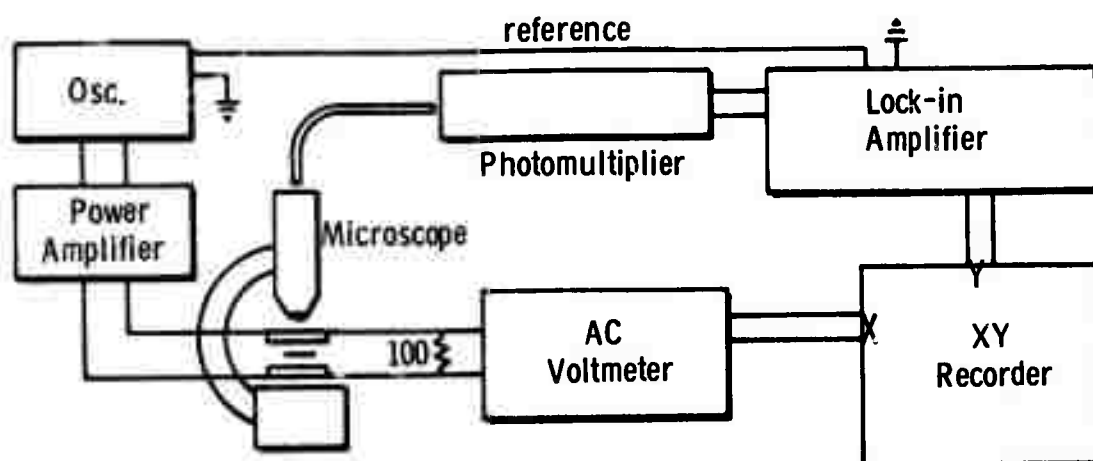 reference
Osc.
Lock-in
Amplifier
Photomultiplier
Power
Amplifier
Microscope
Y
100
AC
Voltmeter
X
XY
Recorder